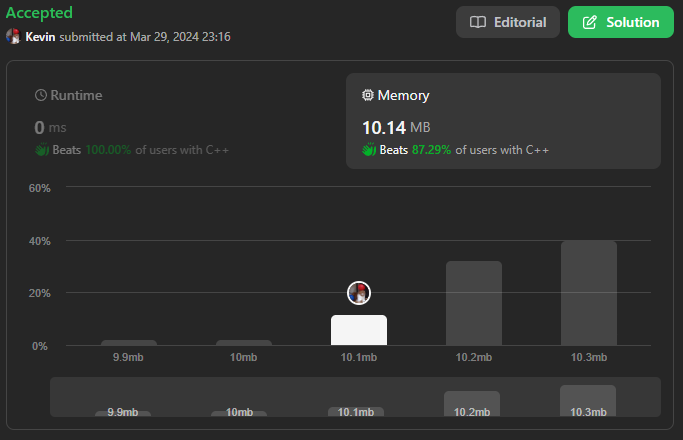 Accepted
Kevin submitted at Mar 29, 2024 23:16
Editorial
Solution
Runtime
0 ms
Beats 100.00% of users with C++
Memory
10.14 MB
Beats 87.29% of users with C++
60%
40%
20%
0%
9.9mb 10mb 10.1mb 10.2mb 10.3mb
9.9mb 10mb 10.1mb 10.2mb 10.3mb